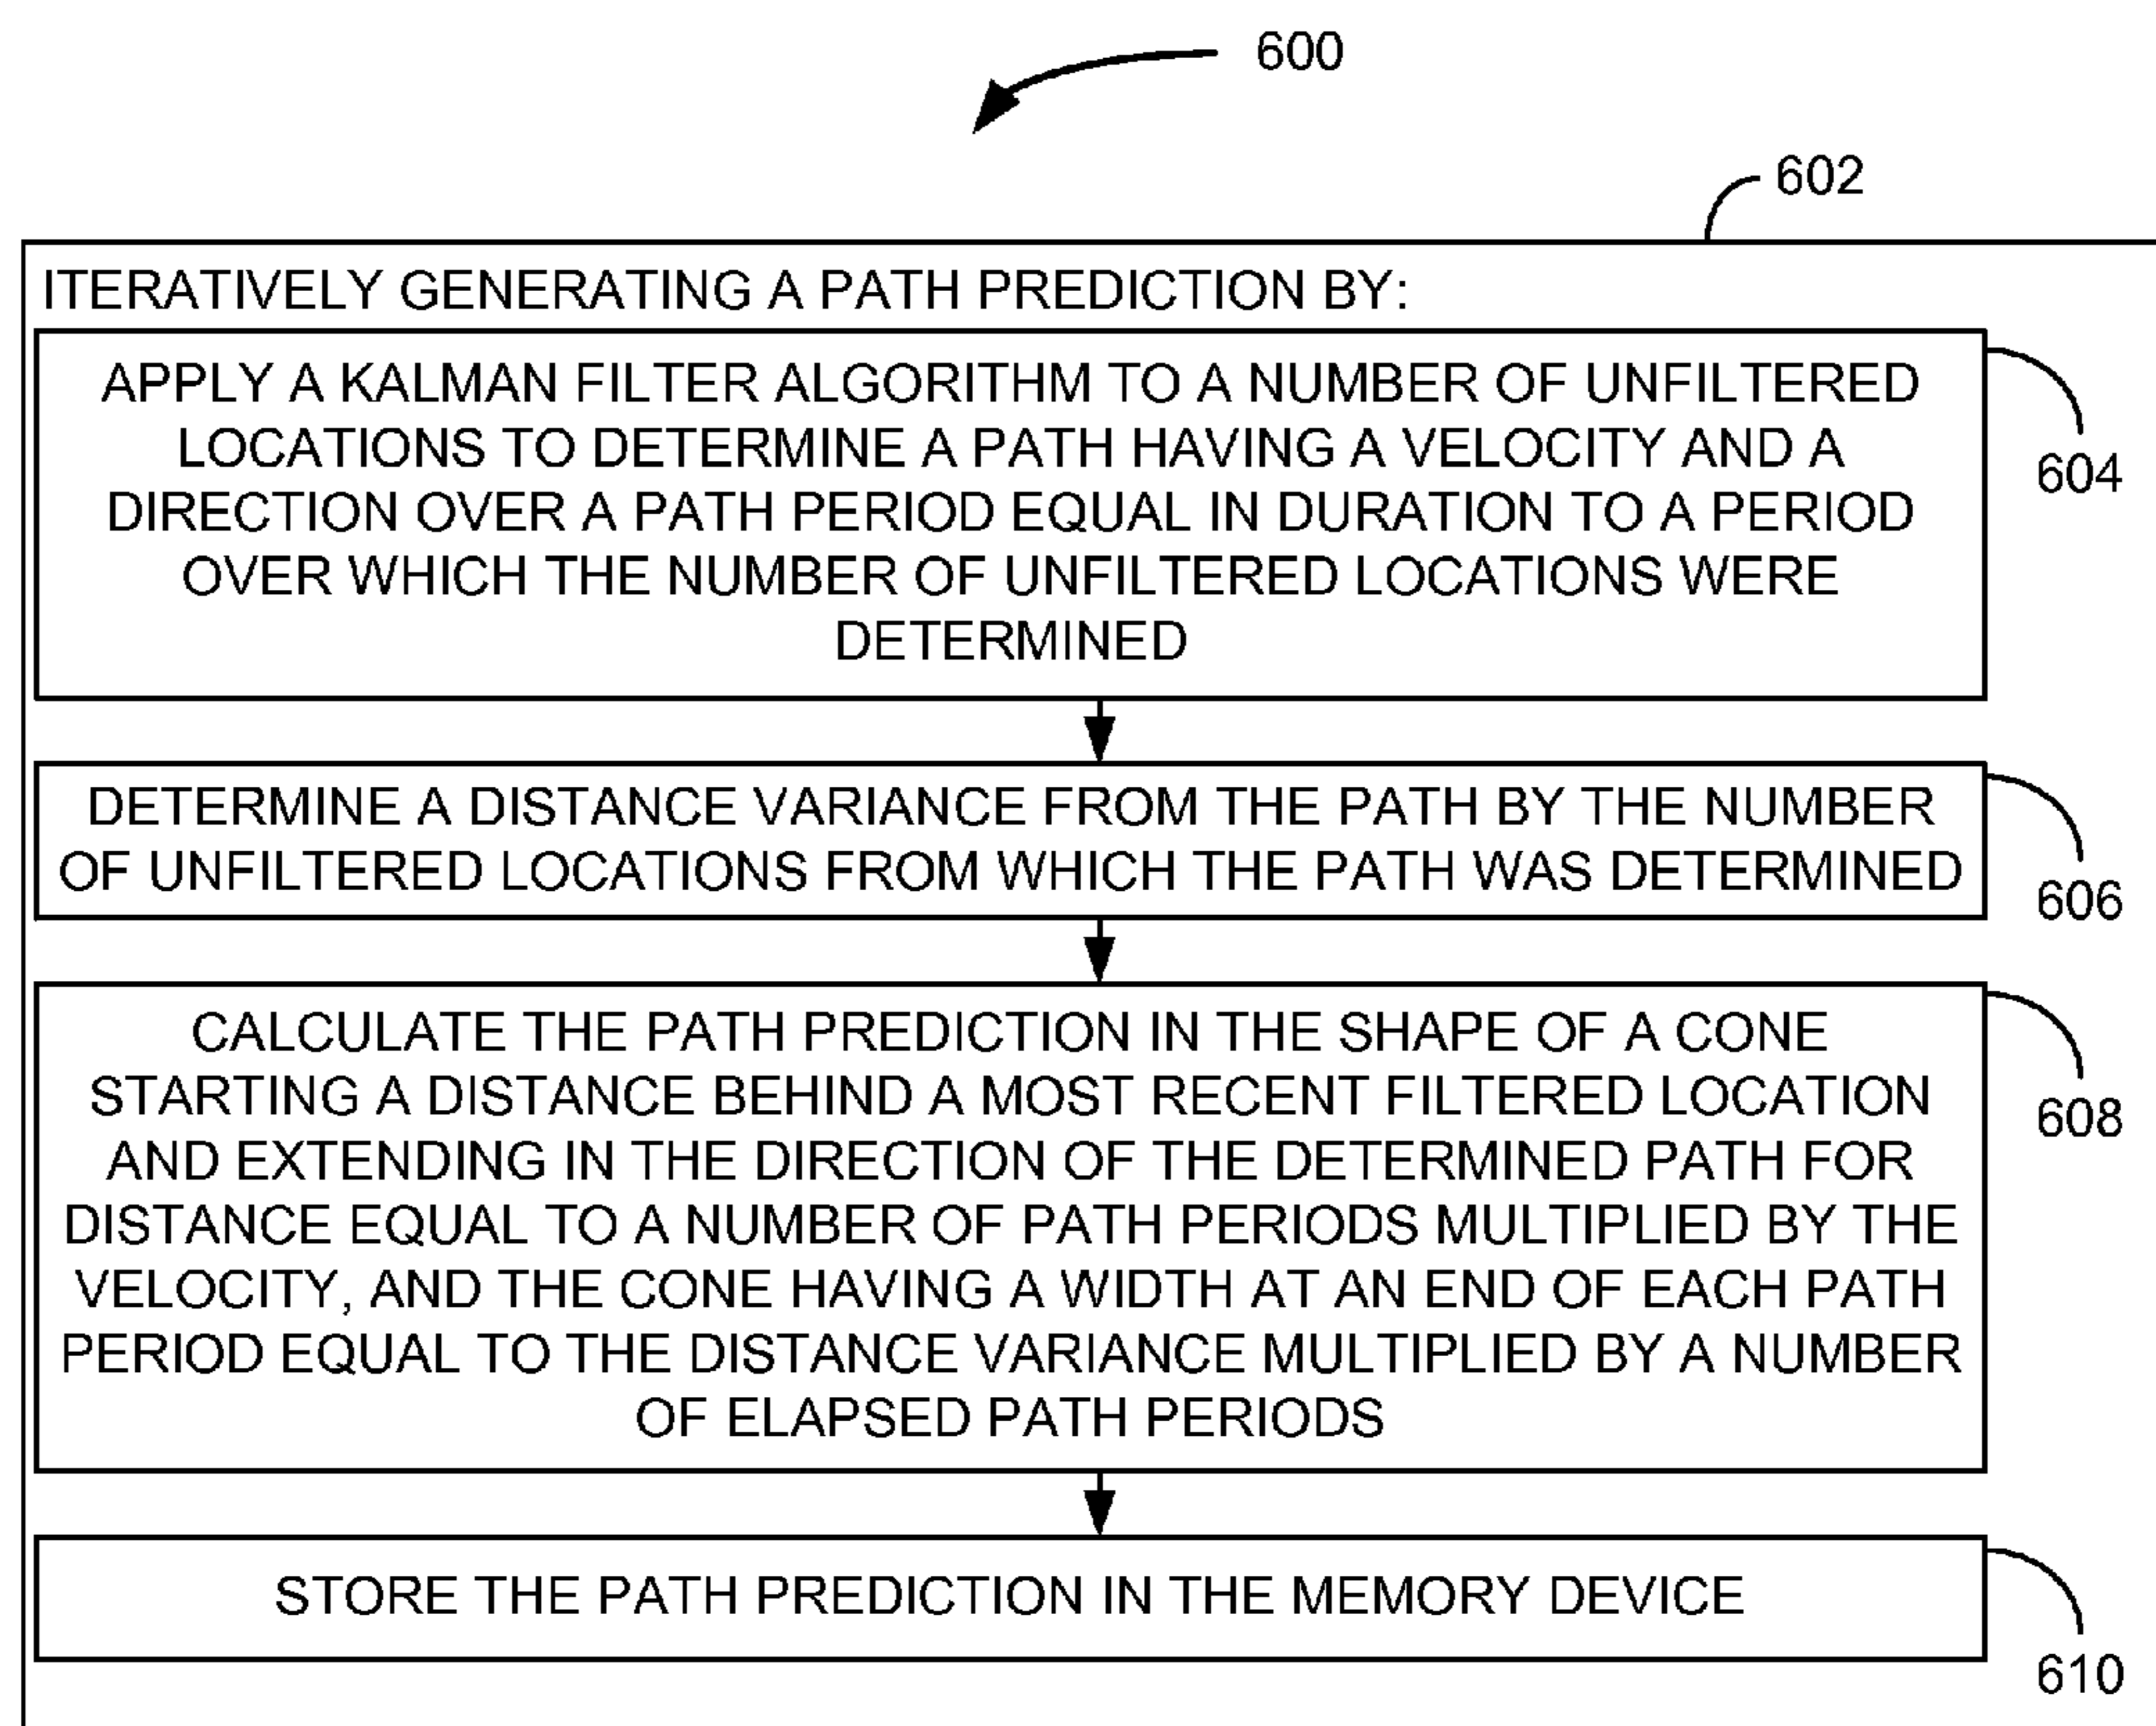 600
602
ITERATIVELY GENERATING A PATH PREDICTION BY:
APPLY A KALMAN FILTER ALGORITHM TO A NUMBER OF UNFILTERED
LOCATIONS TO DETERMINE A PATH HAVING A VELOCITY AND A
DIRECTION OVER A PATH PERIOD EQUAL IN DURATION TO A PERIOD
OVER WHICH THE NUMBER OF UNFILTERED LOCATIONS WERE
DETERMINED
604
DETERMINE A DISTANCE VARIANCE FROM THE PATH BY THE NUMBER
OF UNFILTERED LOCATIONS FROM WHICH THE PATH WAS DETERMINED
606
CALCULATE THE PATH PREDICTION IN THE SHAPE OF A CONE
STARTING A DISTANCE BEHIND A MOST RECENT FILTERED LOCATION
AND EXTENDING IN THE DIRECTION OF THE DETERMINED PATH FOR
DISTANCE EQUAL TO A NUMBER OF PATH PERIODS MULTIPLIED BY THE
VELOCITY, AND THE CONE HAVING A WIDTH AT AN END OF EACH PATH
PERIOD EQUAL TO THE DISTANCE VARIANCE MULTIPLIED BY A NUMBER
OF ELAPSED PATH PERIODS
608
STORE THE PATH PREDICTION IN THE MEMORY DEVICE
610